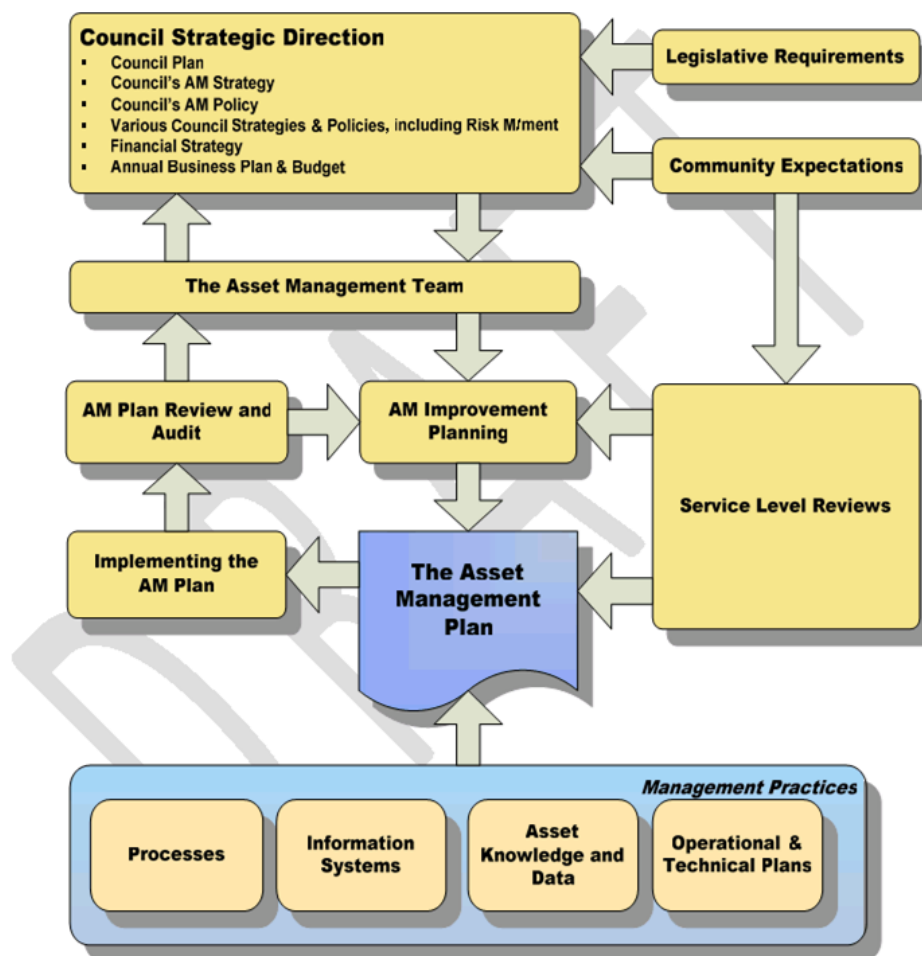 Council Strategic Direction
▪ Council Plan
▪ Council's AM Strategy
▪ Council's AM Policy
▪ Various Council Strategies & Policies, including Risk M/ment
▪ Financial Strategy
▪ Annual Business Plan & Budget
Legislative Requirements
Community Expectations
The Asset Management Team
AM Plan Review and
Audit
AM Improvement
Planning
Service Level Reviews
Implementing the
AM Plan
The Asset
Management
Plan
Management Practices
Processes
Information
Systems
Asset
Knowledge and
Data
Operational &
Technical Plans
DRAFT